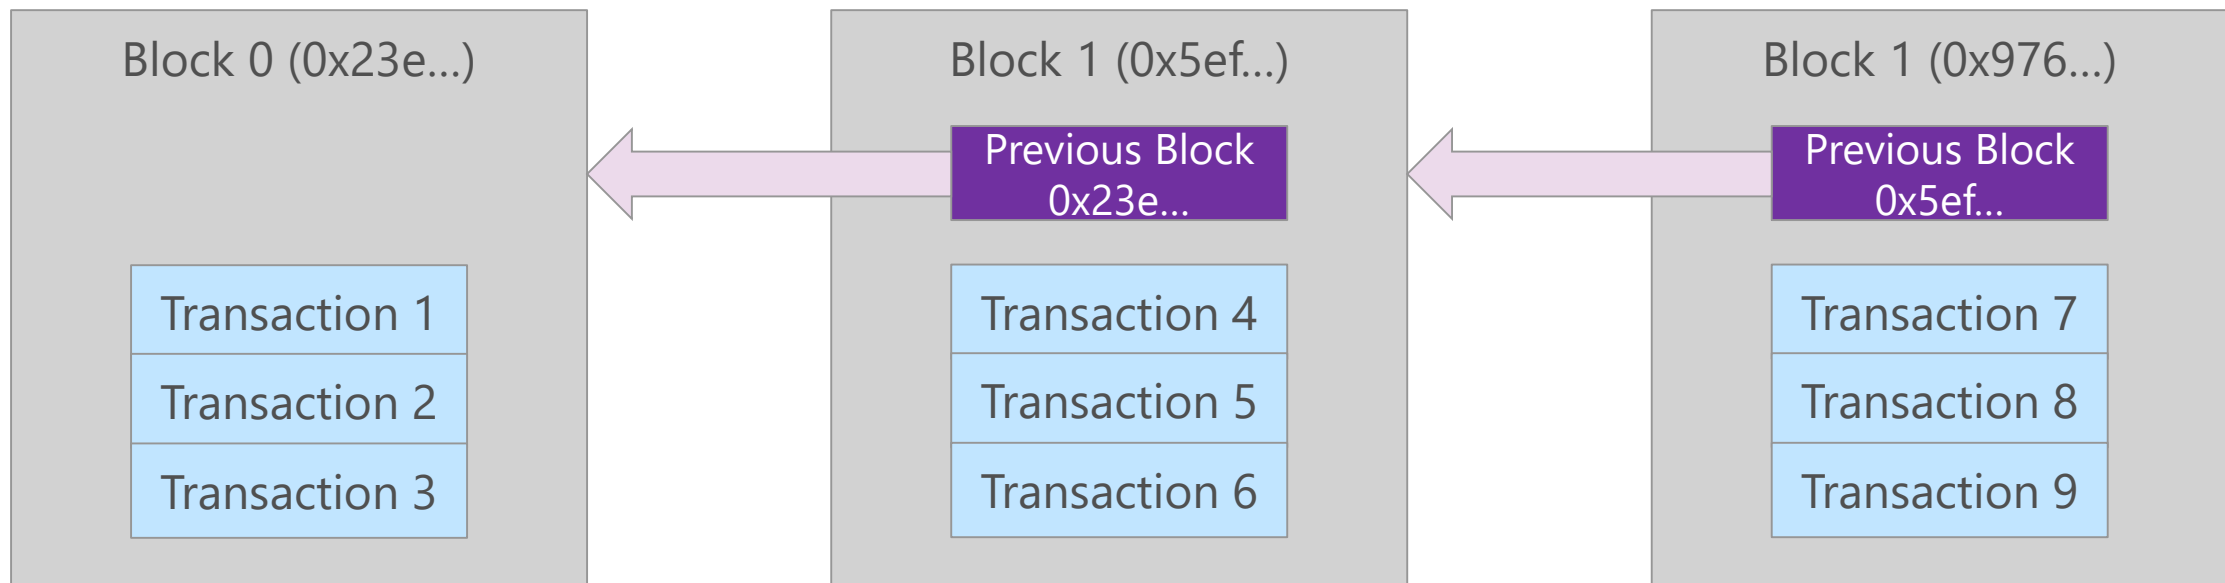 Block 0 (0x23e...)
Transaction 1
Transaction 2
Transaction 3
Block 1 (0x5ef...)
Previous Block
0x23e...
Transaction 4
Transaction 5
Transaction 6
Block 1 (0x976...)
Previous Block
0x5ef...
Transaction 7
Transaction 8
Transaction 9